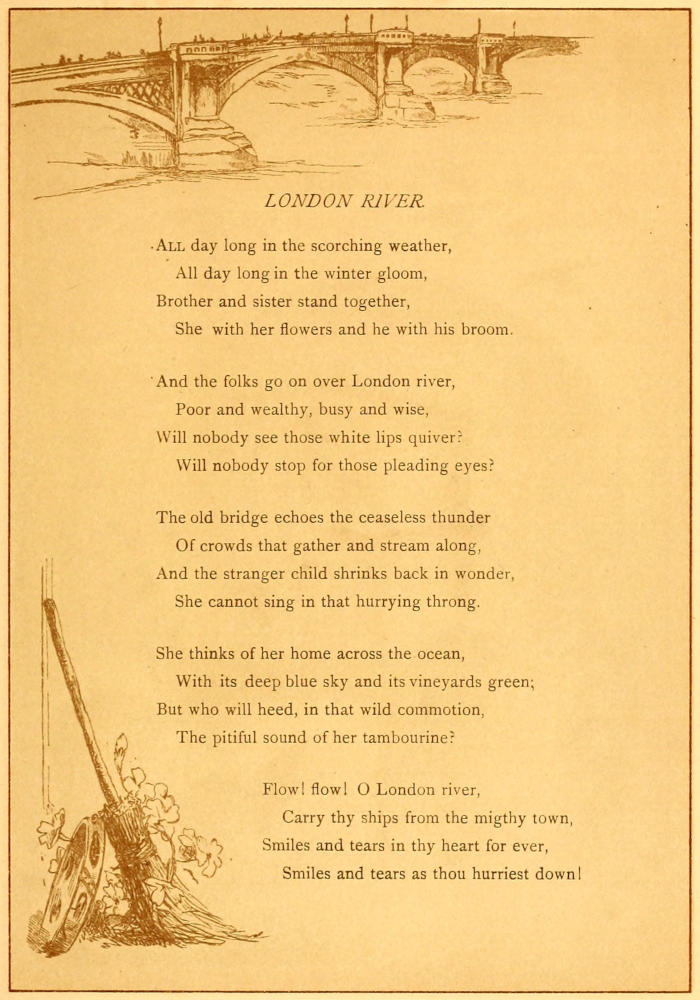 LONDON RIVER.
ALL day long in the scorching weather,
All day long in the winter gloom,
Brother and sister stand together,
She with her flowers and he with his broom.
And the folks go on over London river,
Poor and wealthy, busy and wise,
Will nobody see those white lips quiver?
Will nobody stop for those pleading eyes?
The old bridge echoes the ceaseless thunder
Of crowds that gather and stream along,
And the stranger child shrinks back in wonder,
She cannot sing in that hurrying throng.
She thinks of her home across the ocean,
With its deep blue sky and its vineyards green;
But who will heed, in that wild commotion,
The pitiful sound of her tambourine?
Flow! flow! O London river,
Carry thy ships from the migthy town,
Smiles and tears in thy heart for ever,
Smiles and tears as thou hurriest down!